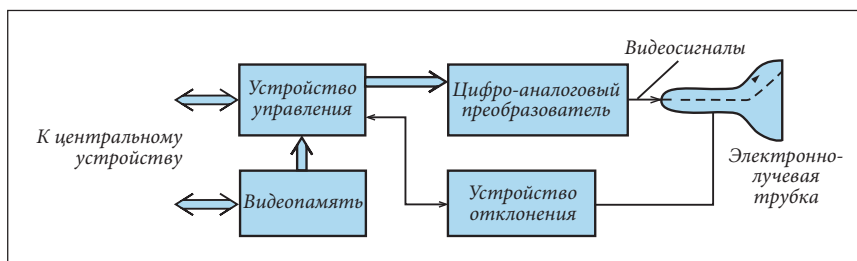 Видеосигналы
Устройство
управления
Цифро-аналоговый
преобразователь
К центральному
устройству
Электронно-
лучевая
трубка
Видеопамять
Устройство
отклонения